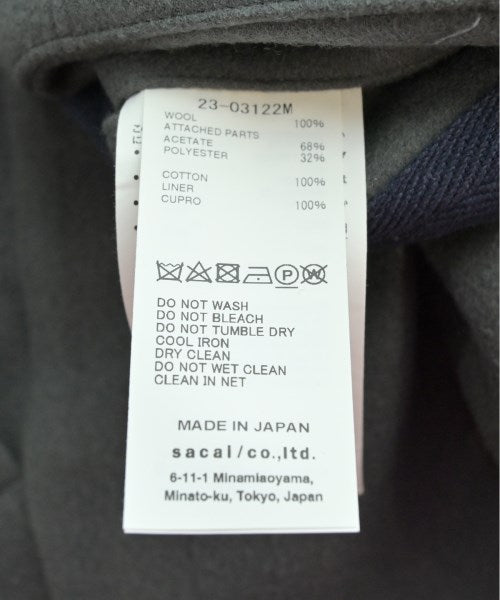 23-03122M
WOOL 100%
ATTACHED PARTS
ACETATE 68%
POLYESTER 32%
COTTON 100%
LINER
CUPRO 100%
P W
DO NOT WASH
DO NOT BLEACH
DO NOT TUMBLE DRY
COOL IRON
DRY CLEAN
DO NOT WET CLEAN
CLEAN IN NET
MADE IN JAPAN
sacai/co.,ltd.
6-11-1 Minamiaoyama,
Minato-ku, Tokyo, Japan